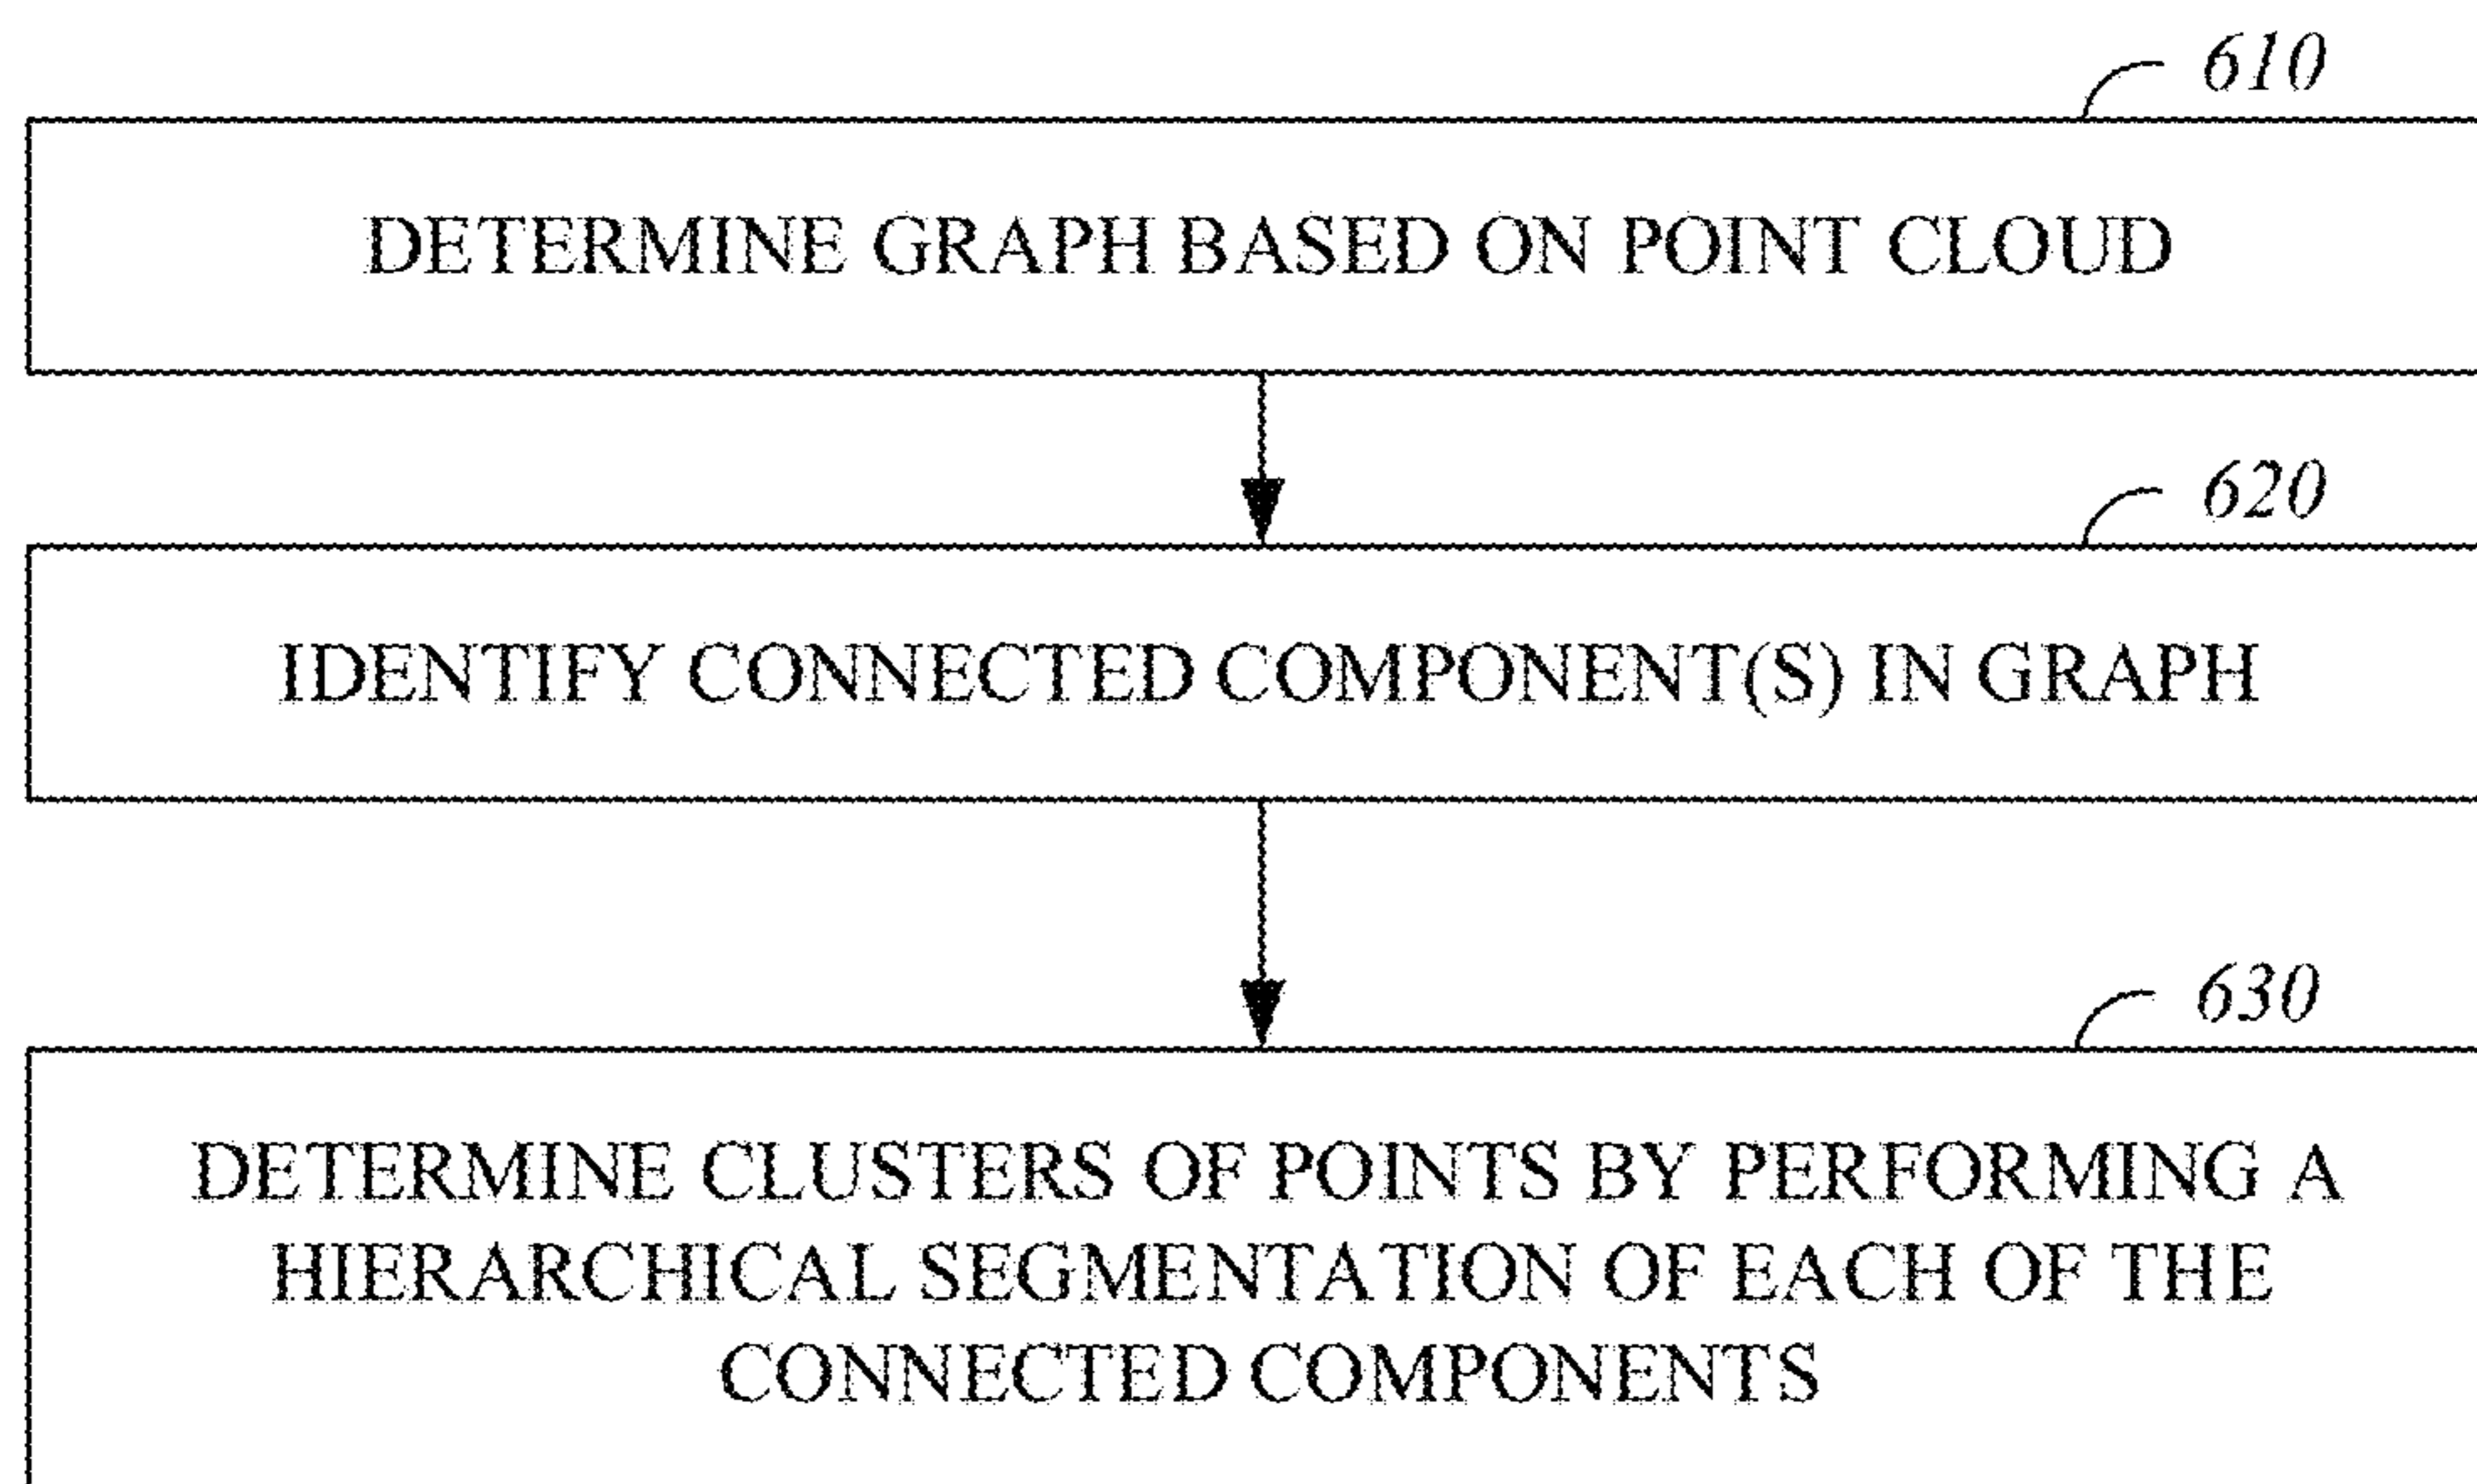 610
DETERMINE GRAPH BASED ON POINT CLOUD
620
IDENTIFY CONNECTED COMPONENT(S) IN GRAPH
630
DETERMINE CLUSTERS OF POINTS BY PERFORMING A
HIERARCHICAL SEGMENTATION OF EACH OF THE
CONNECTED COMPONENTS